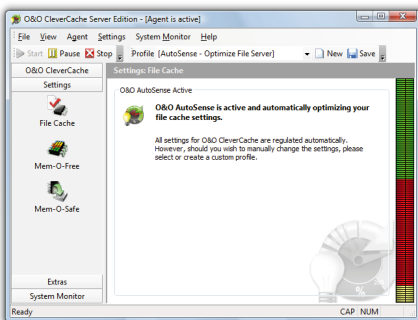 O&O CleverCache Server Edition - [Agent is active]
File View Agent Settings System Monitor Help
Start Pause Stop Profile [AutoSense - Optimize File Server] New Save
O&O CleverCache
Settings: File Cache
Settings
File Cache
Mem-O-Free
Mem-O-Safe
O&O AutoSense Active
O&O AutoSense is active and automatically optimizing your
file cache settings.
All settings for O&O CleverCache are regulated automatically.
However, should you wish to manually change the settings, please
select or create a custom profile.
%
Extras
System Monitor
Ready CAP NUM